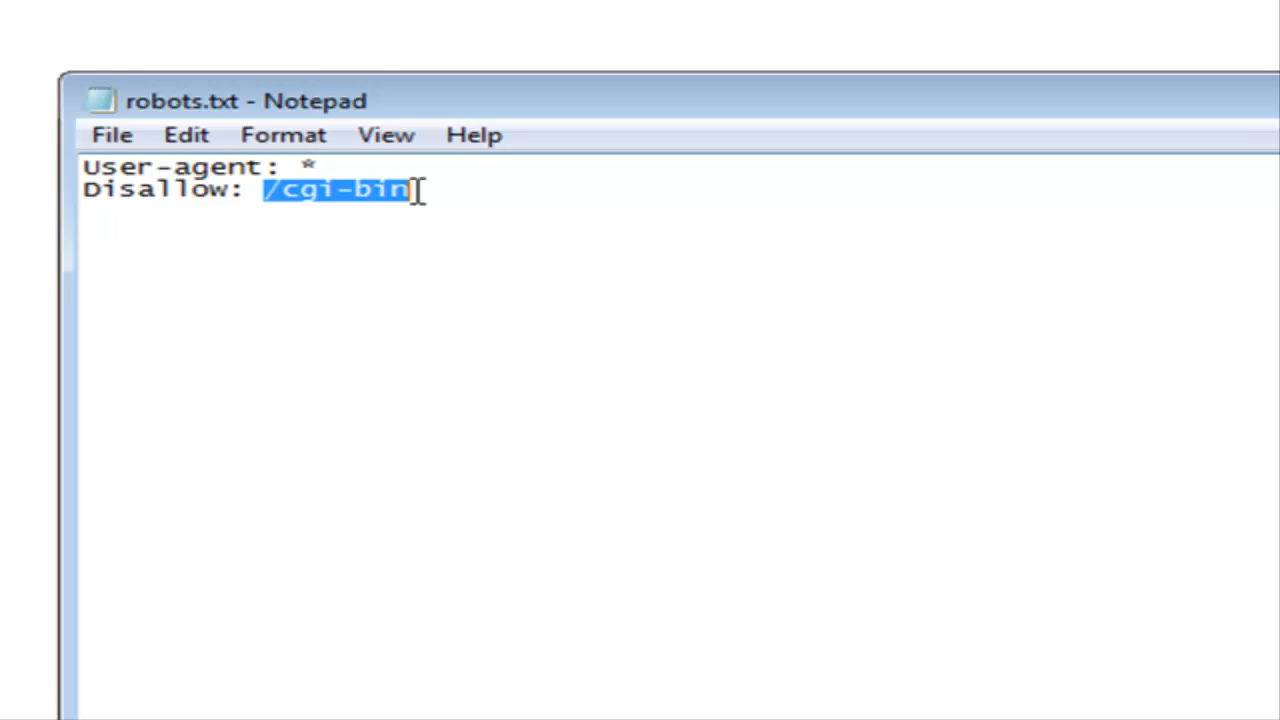 robots.txt - Notepad
File Edit Format View Help
User-agent: *
Disallow: /cgi-bin